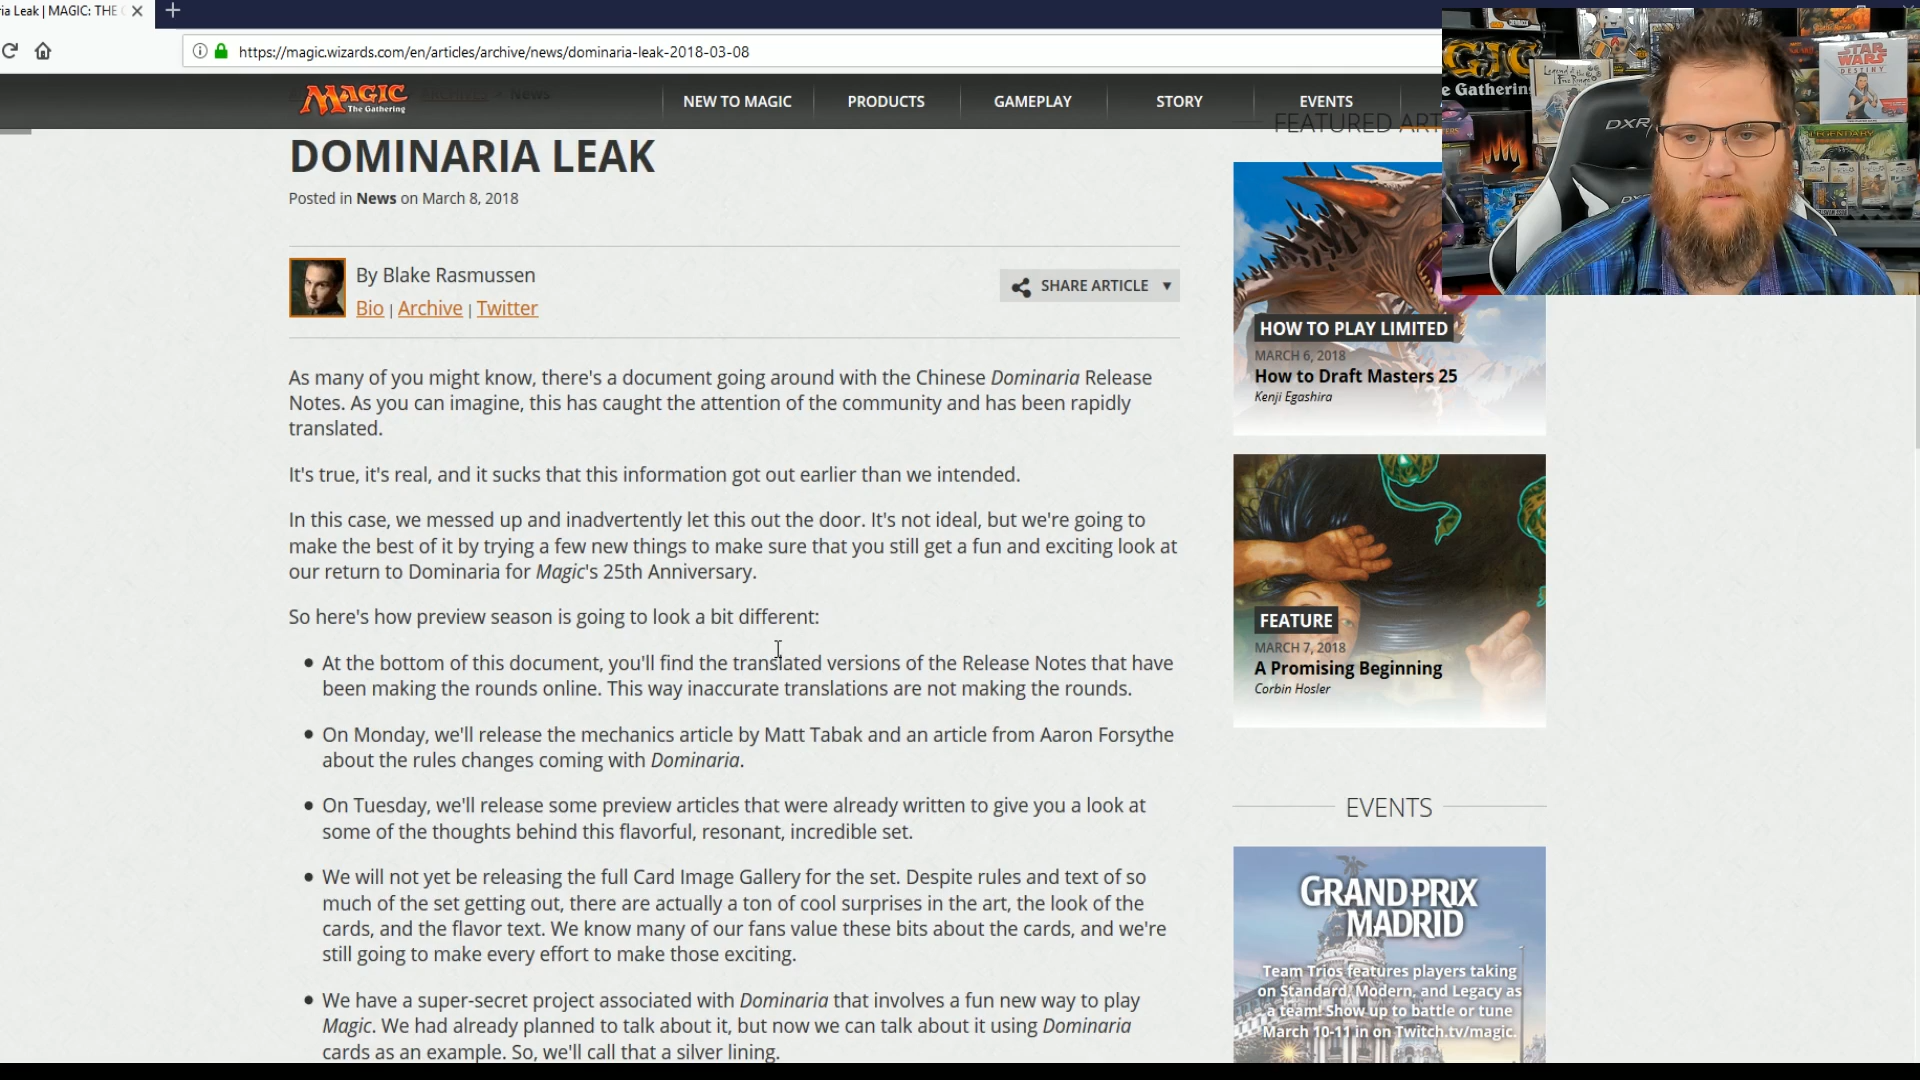 ia Leak | MAGIC: THE
https://magic.wizards.com/en/articles/archive/news/dominaria-leak-2018-03-08
MAGIC
The Gathering
News
NEW TO MAGIC
PRODUCTS
GAMEPLAY
STORY
EVENTS
DOMINARIA LEAK
Posted in News on March 8, 2018
By Blake Rasmussen
Bio | Archive | Twitter
SHARE ARTICLE
As many of you might know, there's a document going around with the Chinese Dominaria Release
Notes. As you can imagine, this has caught the attention of the community and has been rapidly
translated.
It's true, it's real, and it sucks that this information got out earlier than we intended.
In this case, we messed up and inadvertently let this out the door. It's not ideal, but we're going to
make the best of it by trying a few new things to make sure that you still get a fun and exciting look at
our return to Dominaria for Magic's 25th Anniversary.
So here's how preview season is going to look a bit different:
• At the bottom of this document, you'll find the translated versions of the Release Notes that have
been making the rounds online. This way inaccurate translations are not making the rounds.
• On Monday, we'll release the mechanics article by Matt Tabak and an article from Aaron Forsythe
about the rules changes coming with Dominaria.
• On Tuesday, we'll release some preview articles that were already written to give you a look at
some of the thoughts behind this flavorful, resonant, incredible set.
• We will not yet be releasing the full Card Image Gallery for the set. Despite rules and text of so
much of the set getting out, there are actually a ton of cool surprises in the art, the look of the
cards, and the flavor text. We know many of our fans value these bits about the cards, and we're
still going to make every effort to make those exciting.
• We have a super-secret project associated with Dominaria that involves a fun new way to play
Magic. We had already planned to talk about it, but now we can talk about it using Dominaria
cards as an example. So, we'll call that a silver lining.
FEATURED ART
HOW TO PLAY LIMITED
MARCH 6, 2018
How to Draft Masters 25
Kenji Egashira
FEATURE
MARCH 7, 2018
A Promising Beginning
Corbin Hosler
EVENTS
GRAND PRIX
MADRID
Team Trios features players taking
on Standard, Modern, and Legacy as
a team! Show up to battle or tune
March 10-11 in on Twitch.tv/magic.
GIC
e Gatherin
DXR
STAR
WARS
DESTINY
LEGENDARY